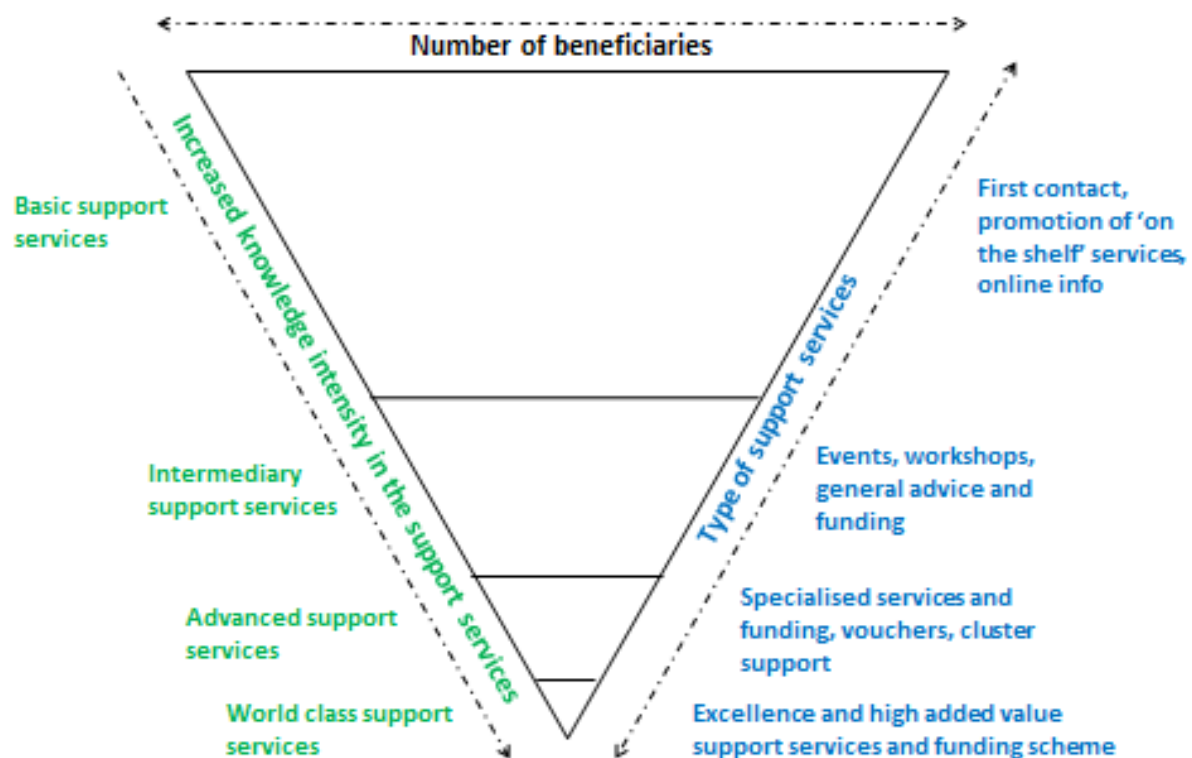 Number of beneficiaries
Increased knowledge intensity in the support services
Type of support services
Basic support
services
First contact,
promotion of ‘on
the shelf’ services,
online info
Intermediary
support services
Events, workshops,
general advice and
funding
Advanced support
services
Specialised services and
funding, vouchers, cluster
support
World class support
services
Excellence and high added value
support services and funding scheme